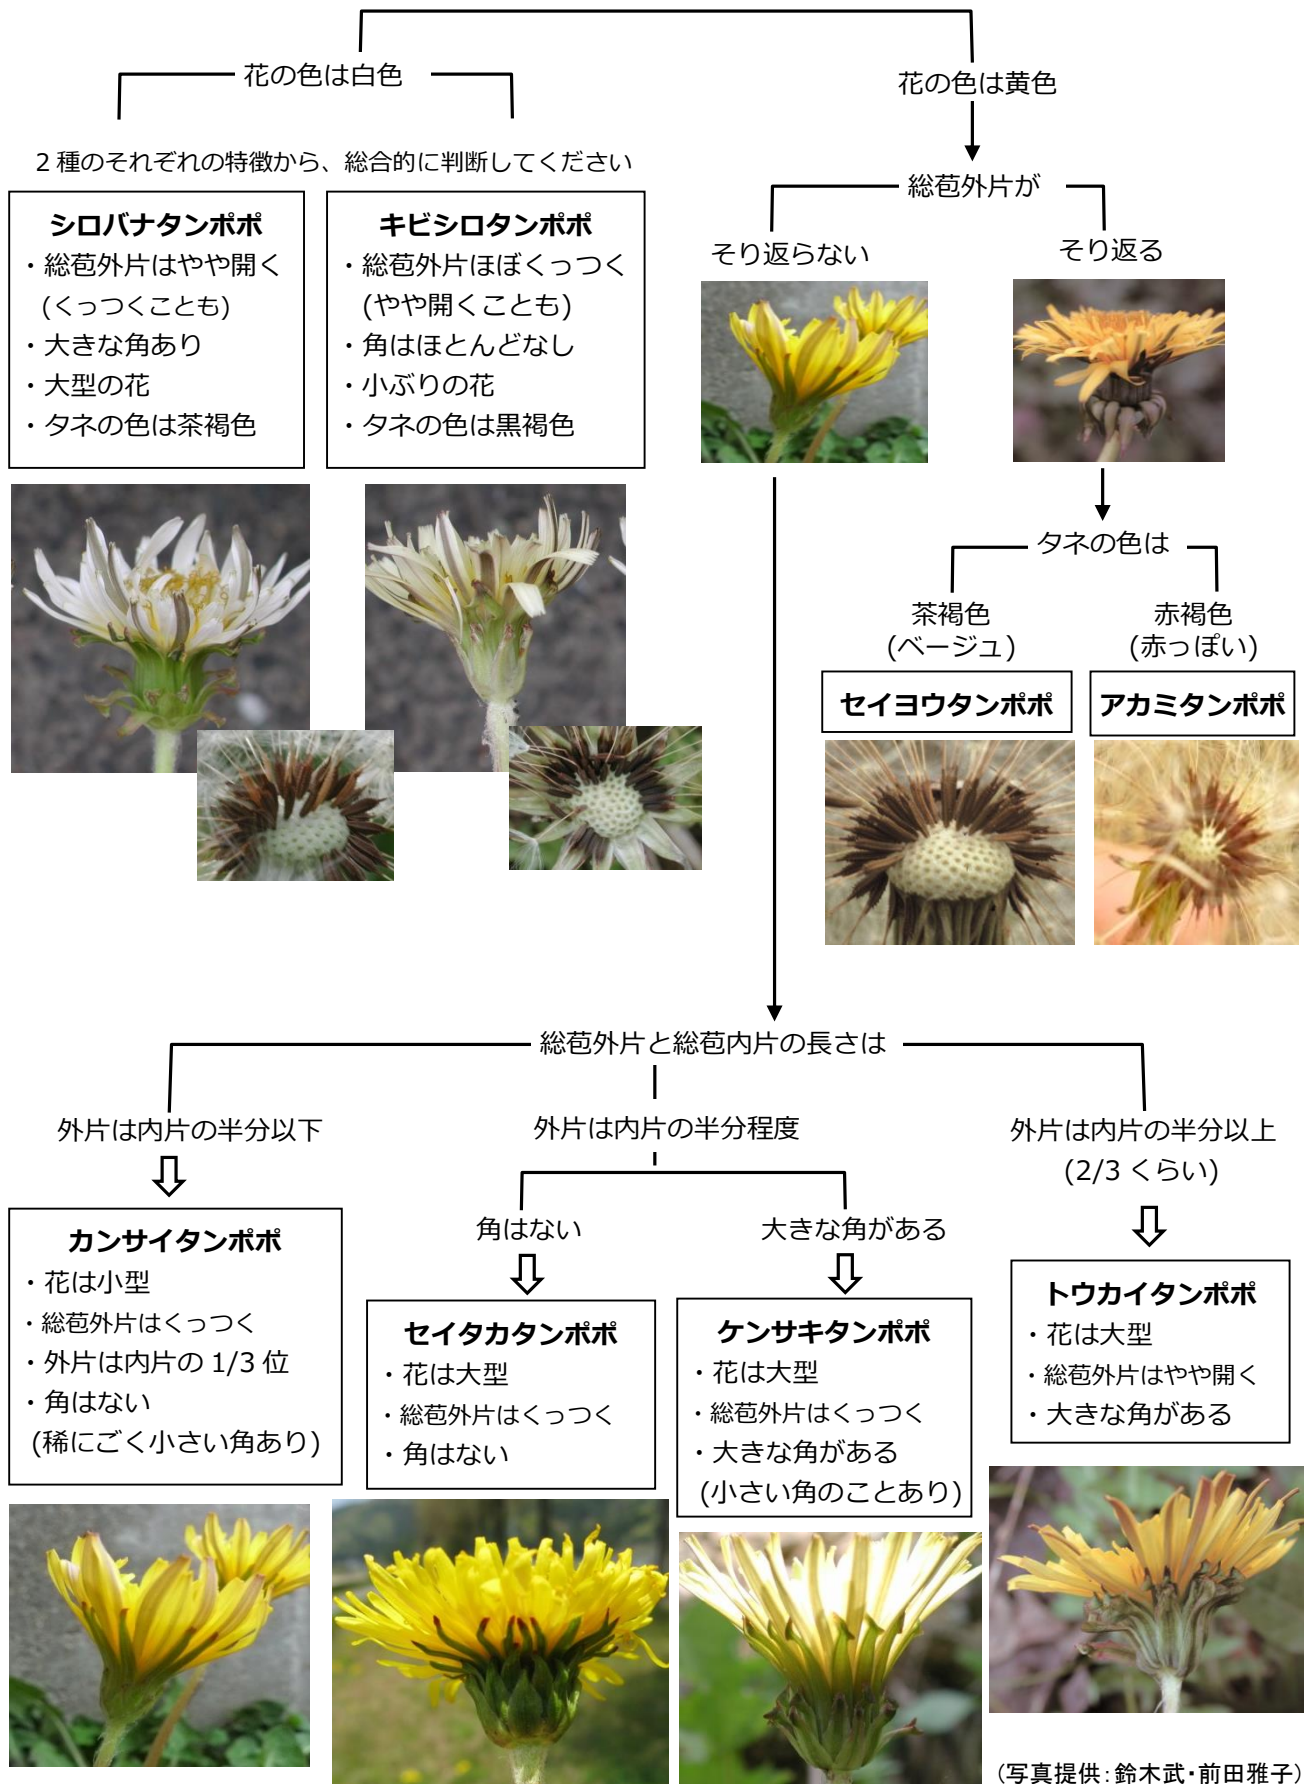 花の色は白色
花の色は黄色
2種のそれぞれの特徴から、総合的に判断してください
シロバナタンポポ
・総苞外片はやや開く
(くっつくことも)
・大きな角あり
・大型の花
・タネの色は茶褐色
キビシロタンポポ
・総苞外片ほぼくっつく
(やや開くことも)
・角はほとんどなし
・小ぶりの花
・タネの色は黒褐色
総苞外片が
そり返らない
そり返る
タネの色は
茶褐色
(ベージュ)
赤褐色
(赤っぽい)
セイヨウタンポポ
アカミタンポポ
総苞外片と総苞内片の長さは
外片は内片の半分以下
外片は内片の半分程度
外片は内片の半分以上
(2/3 くらい)
角はない
大きな角がある
カンサイタンポポ
・花は小型
・総苞外片はくっつく
・外片は内片の 1/3 位
・角はない
(稀にごく小さい角あり)
セイタカタンポポ
・花は大型
・総苞外片はくっつく
・角はない
ケンサキタンポポ
・花は大型
・総苞外片はくっつく
・大きな角がある
(小さい角のことあり)
トウカイタンポポ
・花は大型
・総苞外片はやや開く
・大きな角がある
(写真提供:鈴木武・前田雅子)